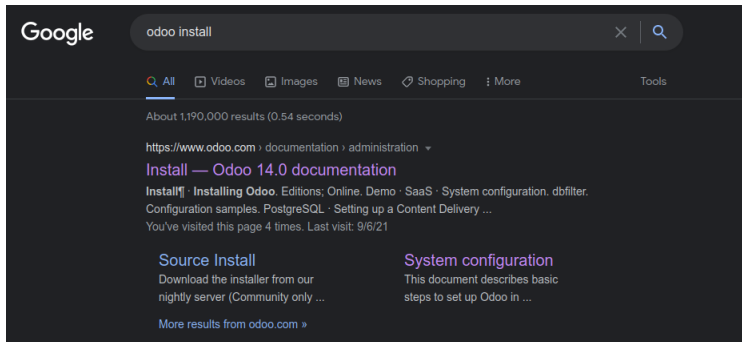 Google
odoo install
All Videos Images News Shopping More Tools
About 1,190,000 results (0.54 seconds)
https://www.odoo.com › documentation › administration
Install — Odoo 14.0 documentation
Install¶ · Installing Odoo. Editions; Online. Demo · SaaS · System configuration. dbfilter.
Configuration samples. PostgreSQL · Setting up a Content Delivery ...
You've visited this page 4 times. Last visit: 9/6/21
Source Install
Download the installer from our
nightly server (Community only ...
System configuration
This document describes basic
steps to set up Odoo in ...
More results from odoo.com »